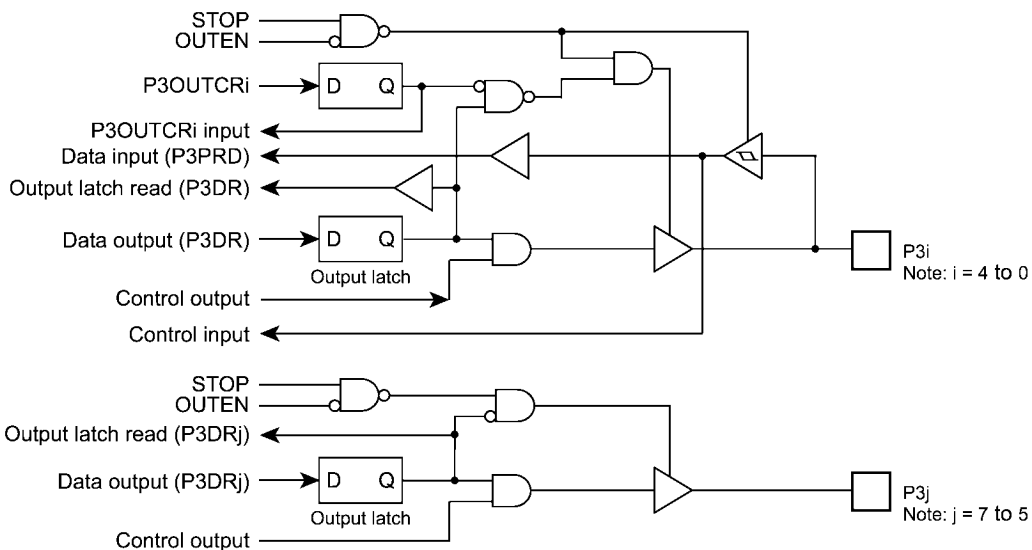 STOP
OUTEN
P3OUTCRi
D Q
P3OUTCRi input
Data input (P3PRD)
Output latch read (P3DR)
Data output (P3DR)
D Q
Output latch
P3i
Note: i = 4 to 0
Control output
Control input
STOP
OUTEN
Output latch read (P3DRj)
Data output (P3DRj)
D Q
Output latch
P3j
Note: j = 7 to 5
Control output